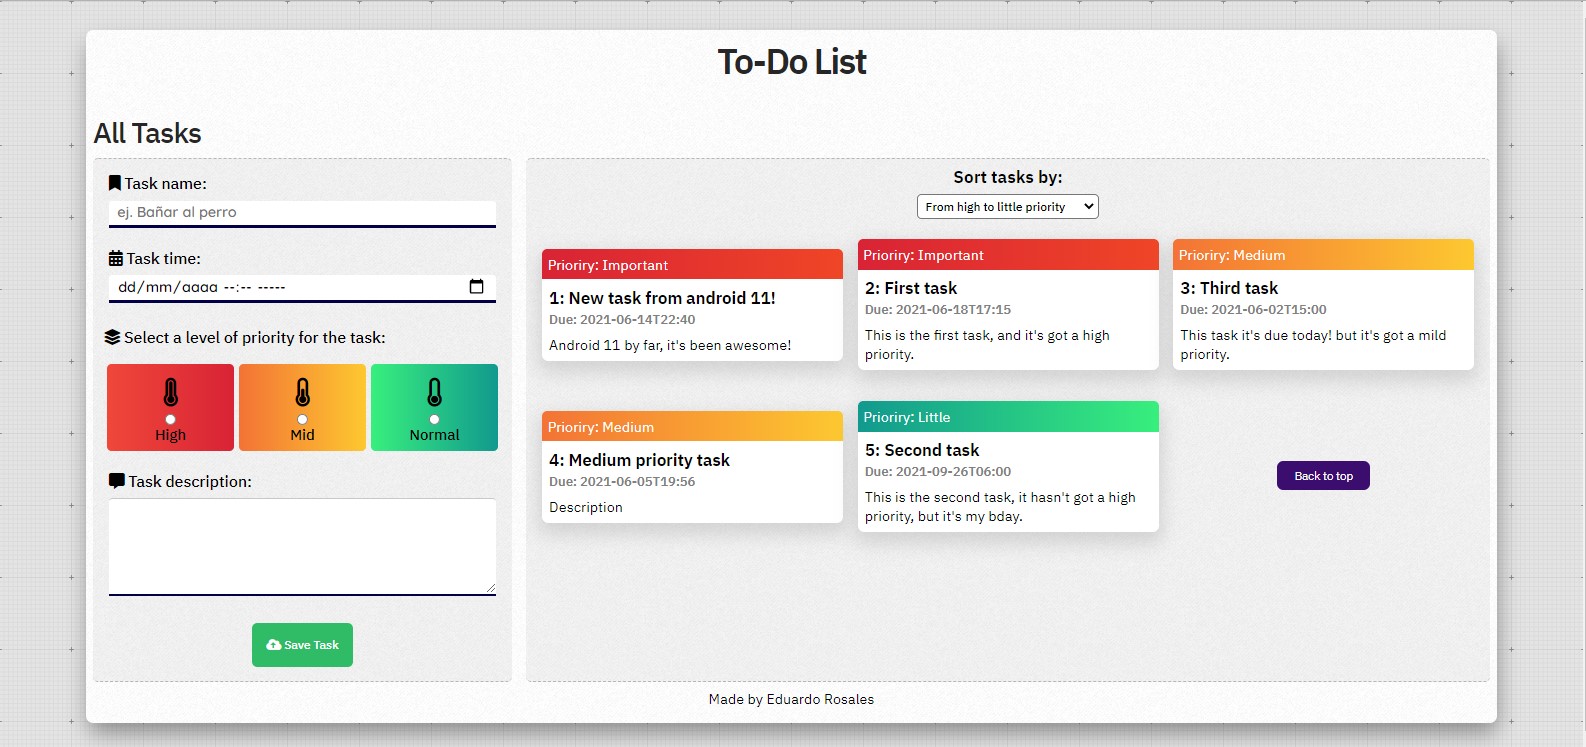 To-Do List
All Tasks
Task name:
ej. Bañar al perro
Task time:
dd/mm/aaaa --:-- -----
Select a level of priority for the task:
High
Mid
Normal
Task description:
Save Task
Sort tasks by:
From high to little priority
Prioriry: Important
1: New task from android 11!
Due: 2021-06-14T22:40
Android 11 by far, it's been awesome!
Prioriry: Important
2: First task
Due: 2021-06-18T17:15
This is the first task, and it's got a high
priority.
Prioriry: Medium
3: Third task
Due: 2021-06-02T15:00
This task it's due today! but it's got a mild
priority.
Prioriry: Medium
4: Medium priority task
Due: 2021-06-05T19:56
Description
Prioriry: Little
5: Second task
Due: 2021-09-26T06:00
This is the second task, it hasn't got a high
priority, but it's my bday.
Back to top
Made by Eduardo Rosales